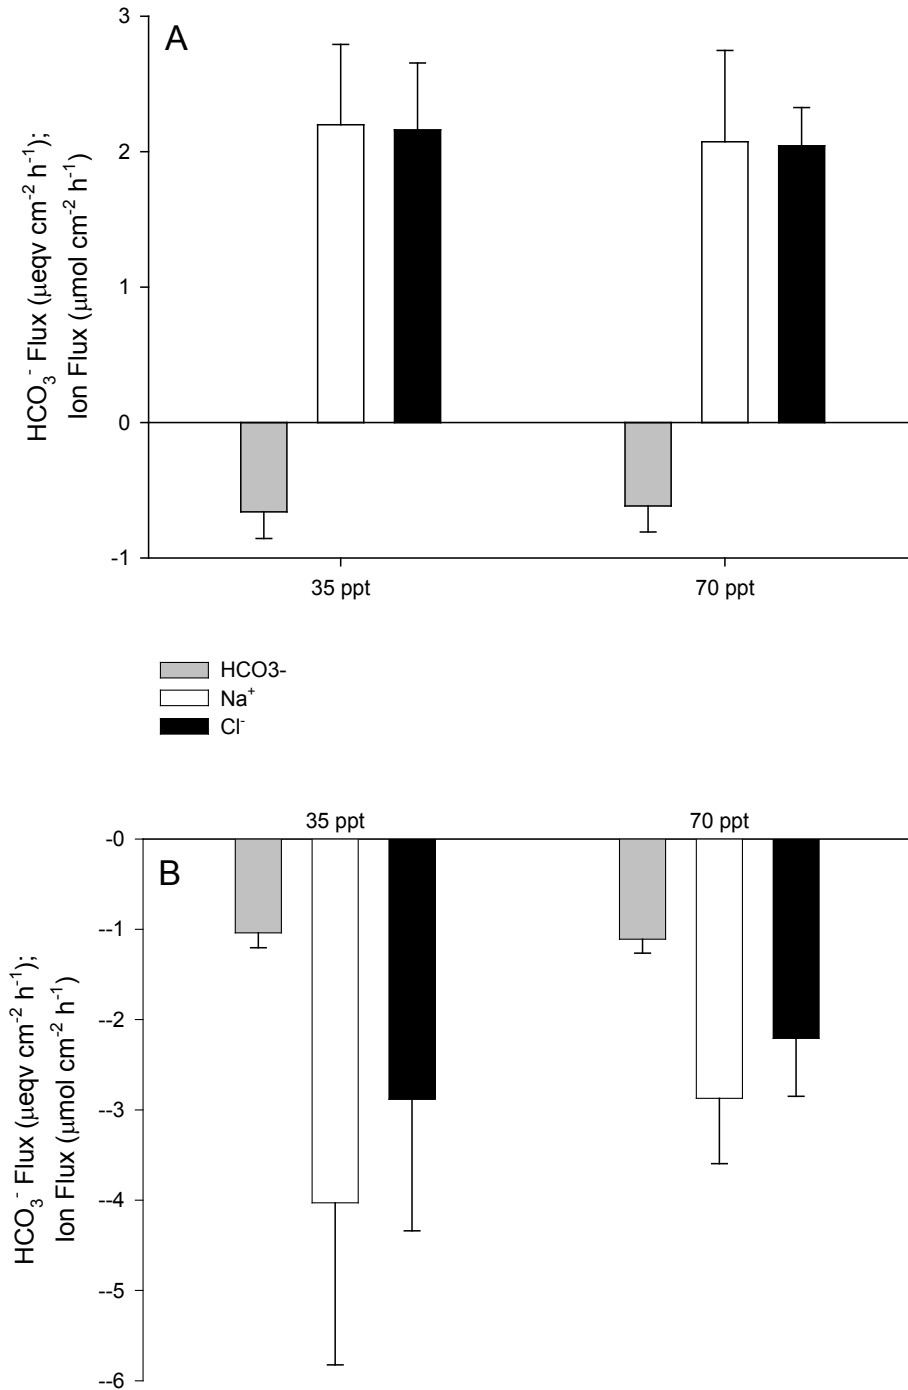 3
A
2
1
0
-1
HCO₃⁻ Flux (μeqv cm⁻² h⁻¹);
Ion Flux (μmol cm⁻² h⁻¹)
35 ppt
70 ppt
HCO3-
Na⁺
Cl⁻
35 ppt
70 ppt
-0
B
--1
--2
--3
--4
--5
--6
HCO₃⁻ Flux (μeqv cm⁻² h⁻¹);
Ion Flux (μmol cm⁻² h⁻¹)